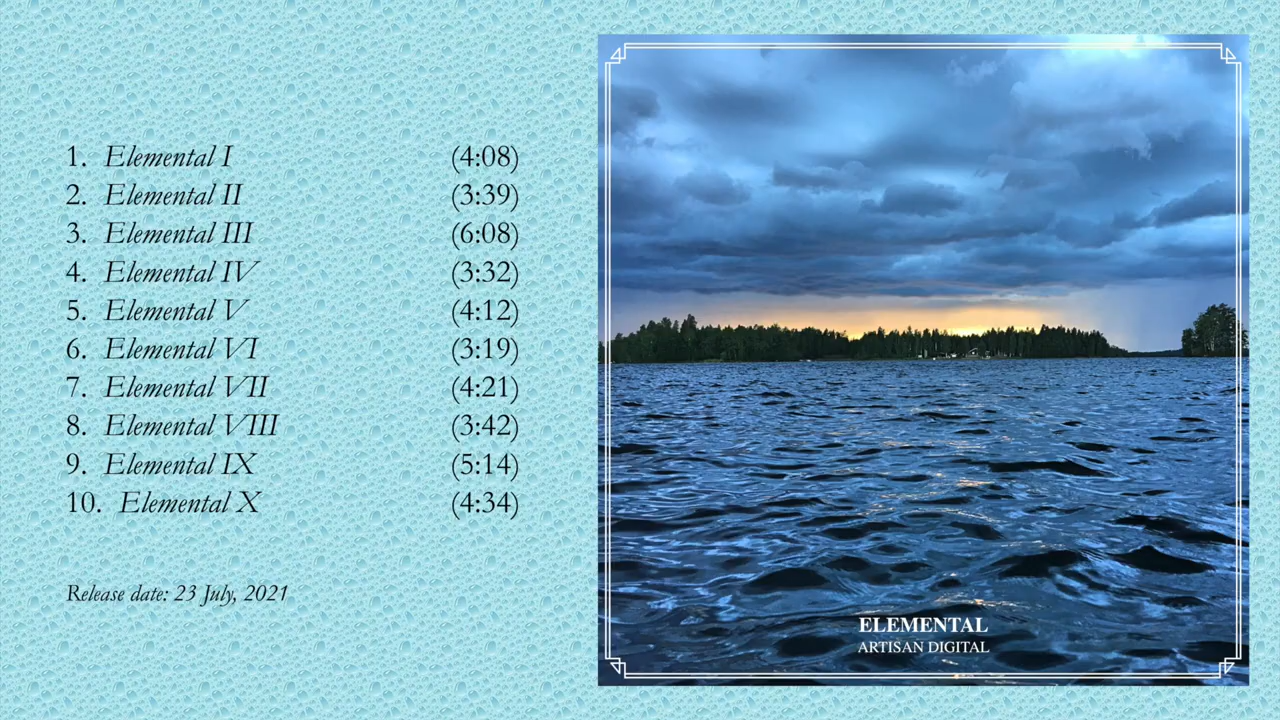 1. Elemental I (4:08)
2. Elemental II (3:39)
3. Elemental III (6:08)
4. Elemental IV (3:32)
5. Elemental V (4:12)
6. Elemental VI (3:19)
7. Elemental VII (4:21)
8. Elemental VIII (3:42)
9. Elemental IX (5:14)
10. Elemental X (4:34)
Release date: 23 July, 2021
ELEMENTAL
ARTISAN DIGITAL